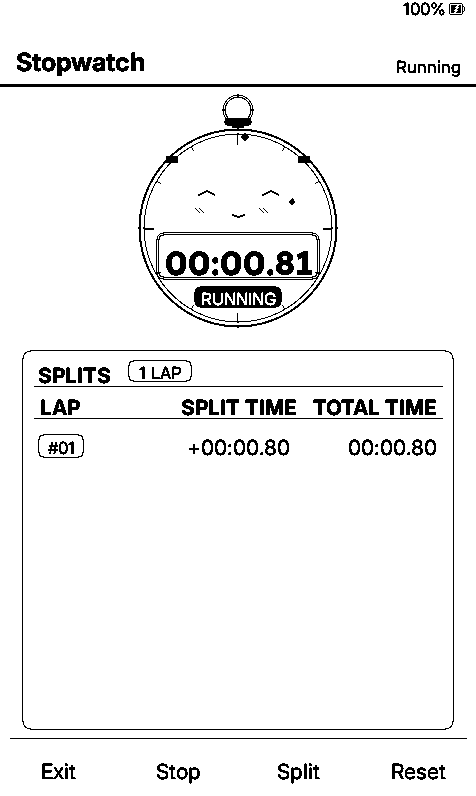 100%
Stopwatch Running
00:00.81
RUNNING
SPLITS 1 LAP
LAP SPLIT TIME TOTAL TIME
#01 +00:00.80 00:00.80
Exit Stop Split Reset